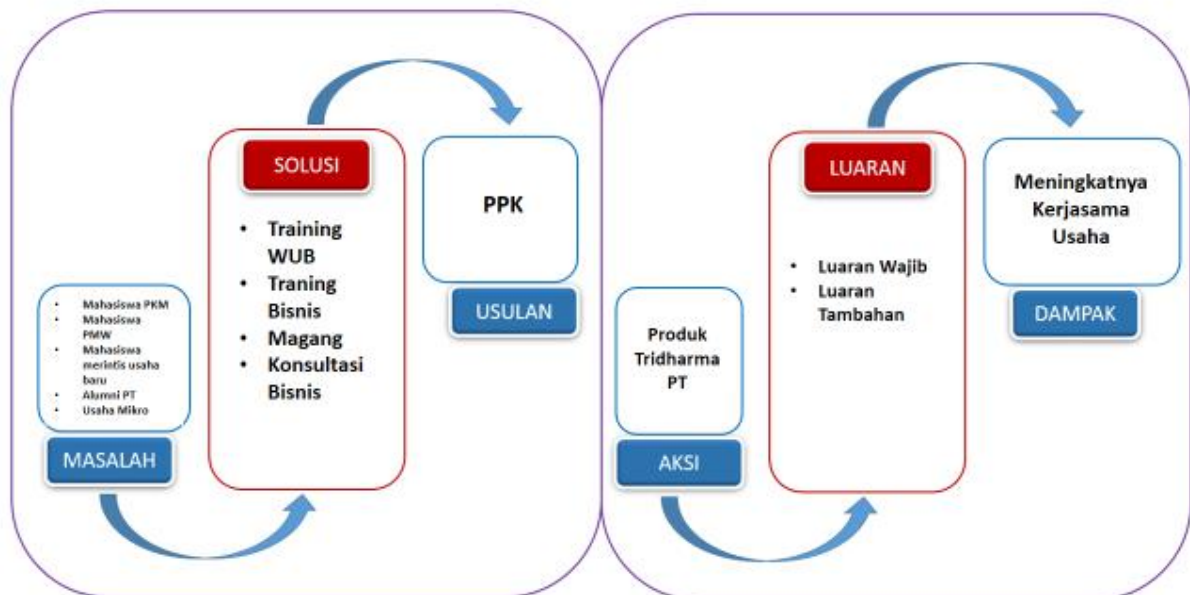 SOLUSI
• Training
WUB
• Traning
Bisnis
• Magang
• Konsultasi
Bisnis
PPK
USULAN
• Mahasiswa PKM
• Mahasiswa
PMW
• Mahasiswa
merintis usaha
baru
• Alumni PT
• Usaha Mikro
MASALAH
LUARAN
• Luaran Wajib
• Luaran
Tambahan
Meningkatnya
Kerjasama
Usaha
DAMPAK
Produk
Tridharma
PT
AKSI